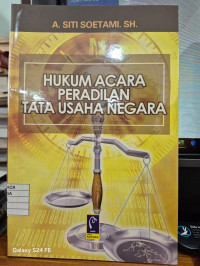 A. SITI SOETAMI. SH.
HUKUM ACARA
PERADILAN
TATA USAHA NEGARA
Galaxy S24 FE